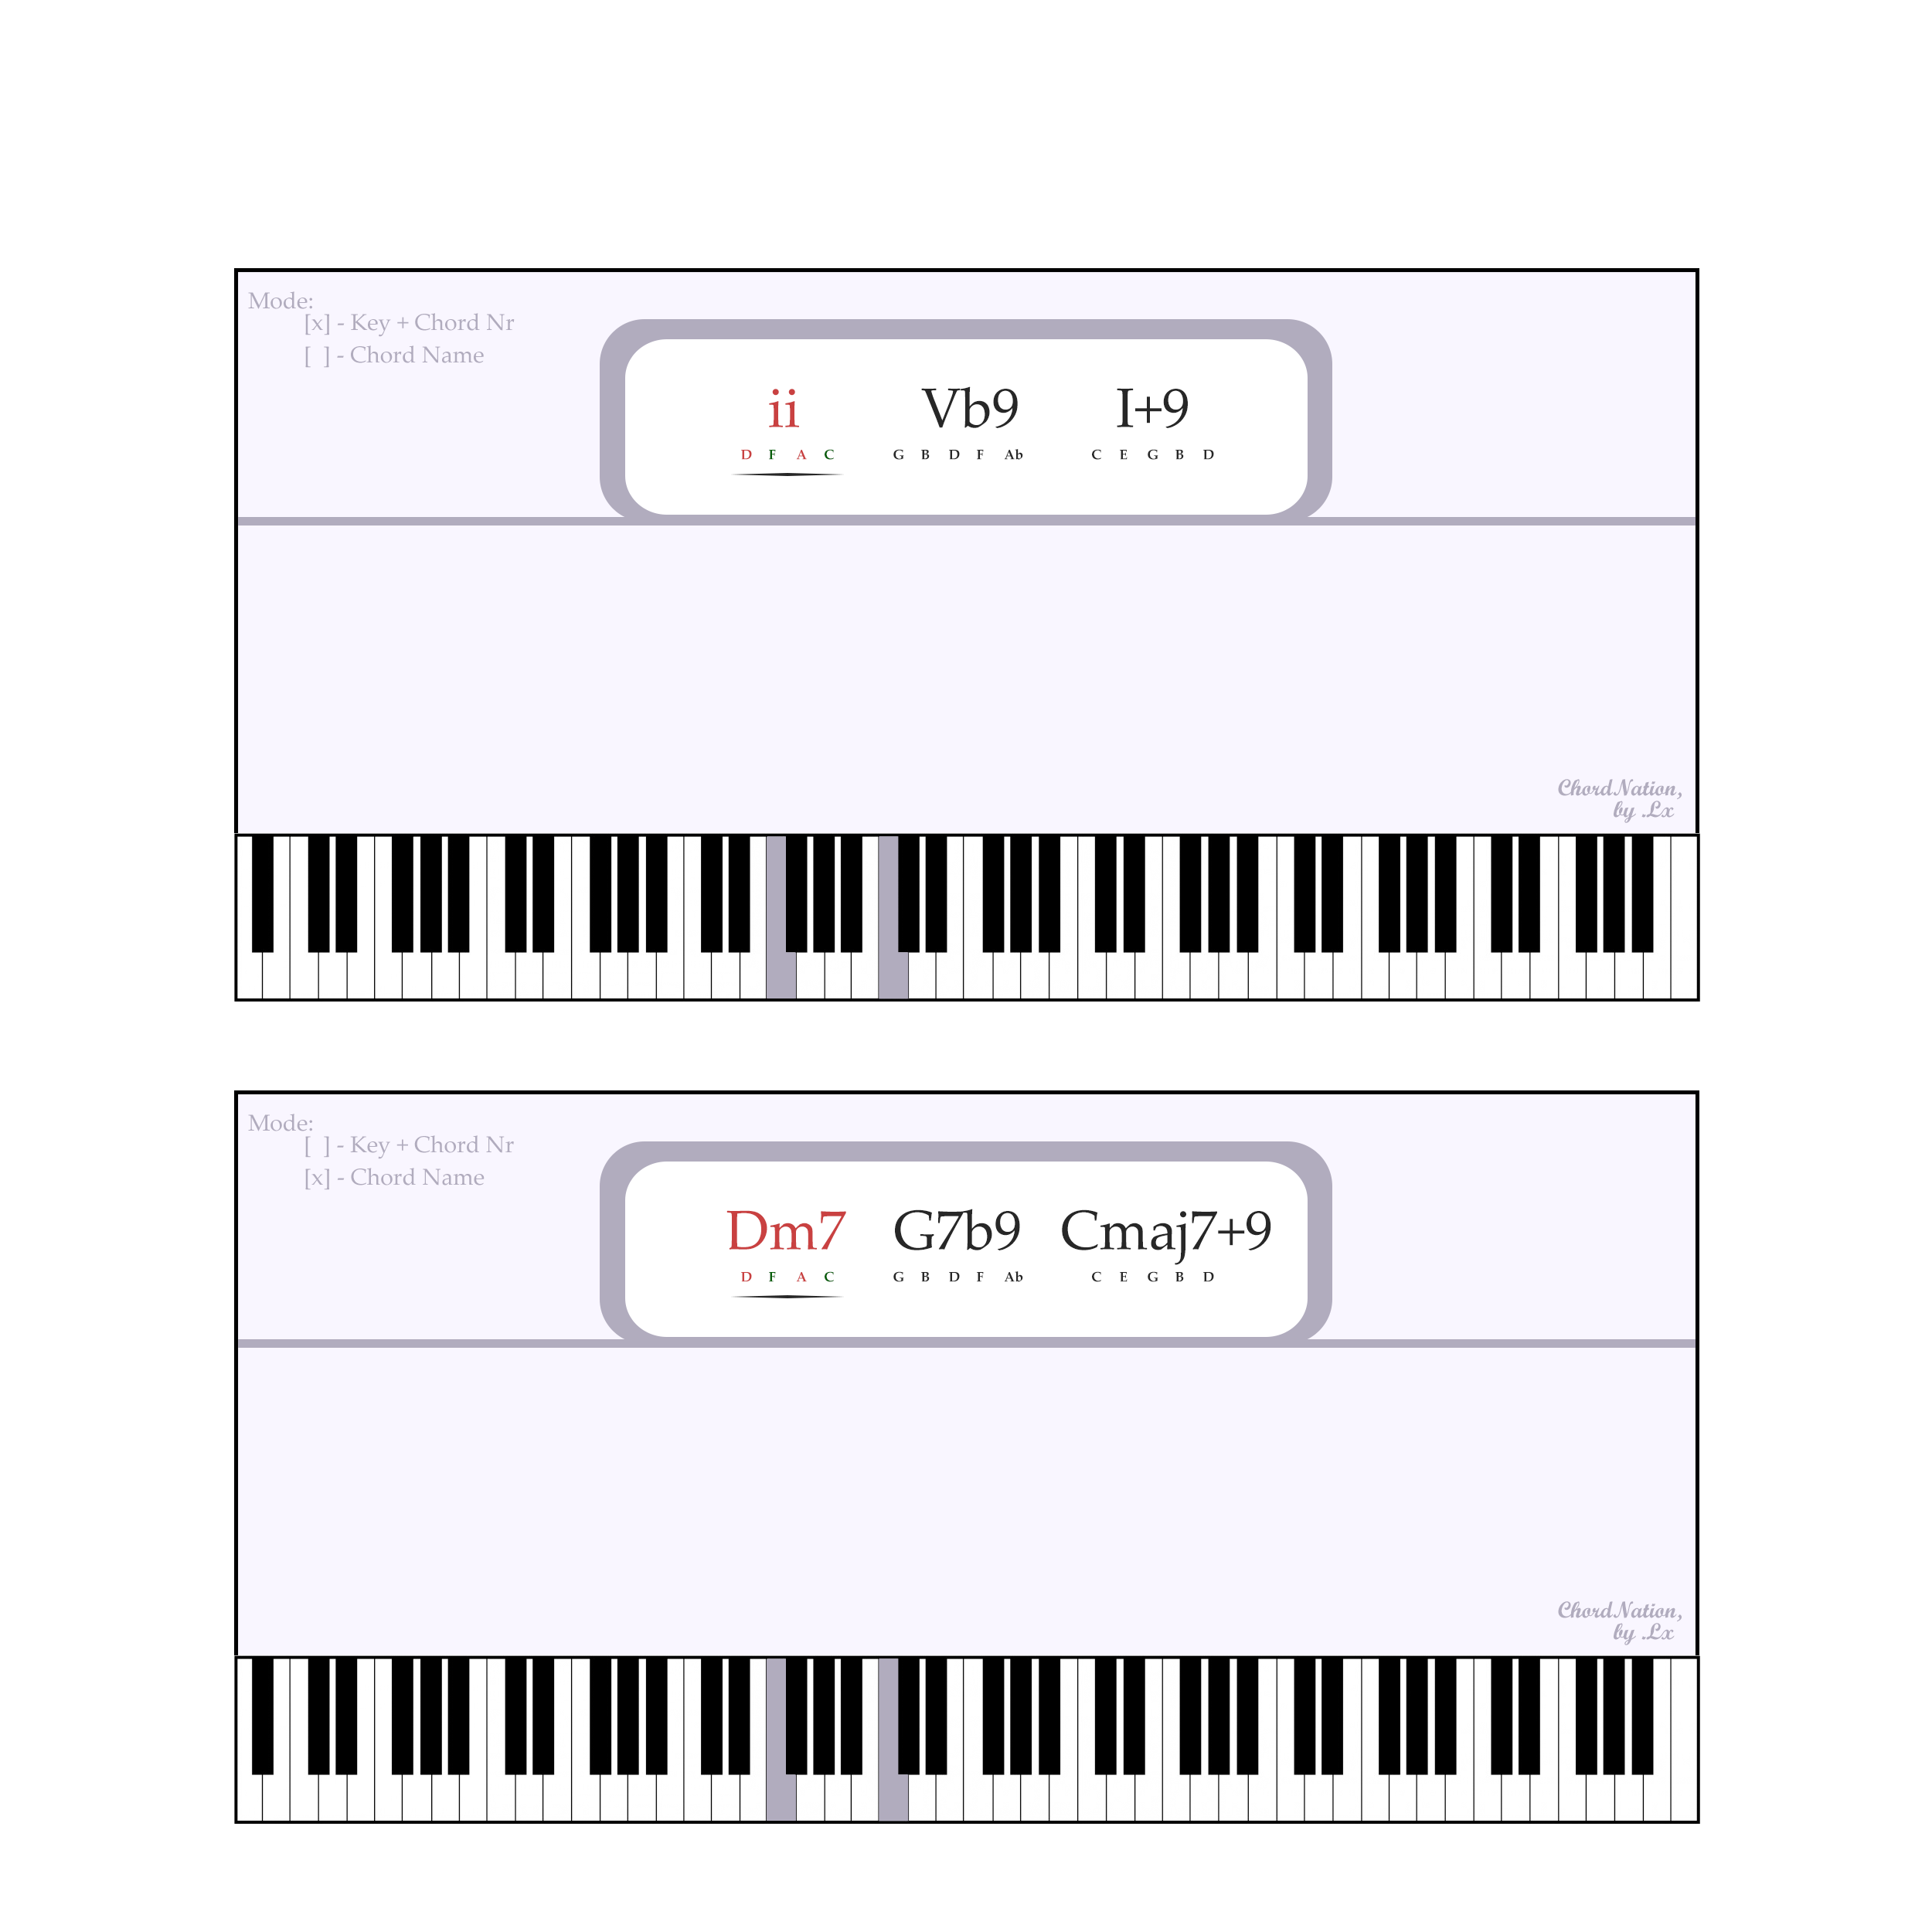 Mode:
[x] - Key + Chord Nr
[ ] - Chord Name
ii Vb9 I+9
D F A C G B D F Ab C E G B D
ChordNation,
by .Lx
Mode:
[ ] - Key + Chord Nr
[x] - Chord Name
Dm7 G7b9 Cmaj7+9
D F A C G B D F Ab C E G B D
ChordNation,
by .Lx